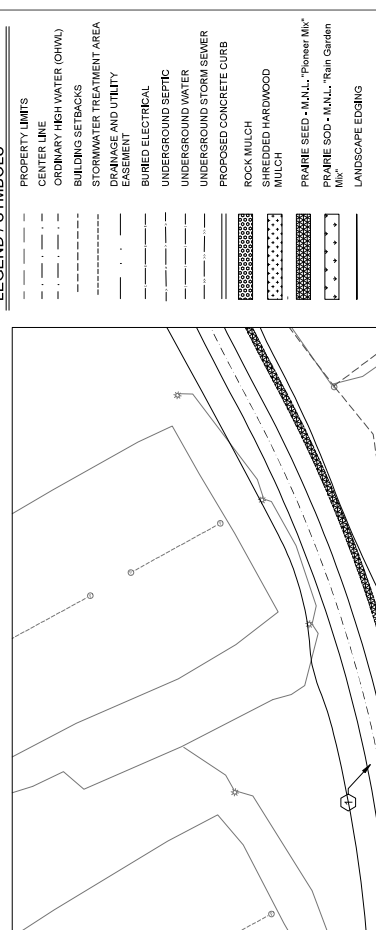 LEGEND / SYMBOLS
PROPERTY LIMITS
CENTER LINE
ORDINARY HIGH WATER (OHWL)
BUILDING SETBACKS
STORMWATER TREATMENT AREA
DRAINAGE AND UTILITY
EASEMENT
BURIED ELECTRICAL
UNDERGROUND SEPTIC
UNDERGROUND WATER
UNDERGROUND STORM SEWER
PROPOSED CONCRETE CURB
ROCK MULCH
SHREDDED HARDWOOD
MULCH
PRAIRIE SEED - M.N.L. "Pioneer Mix"
PRAIRIE SOD - M.N.L. "Rain Garden
Mix"
LANDSCAPE EDGING
1